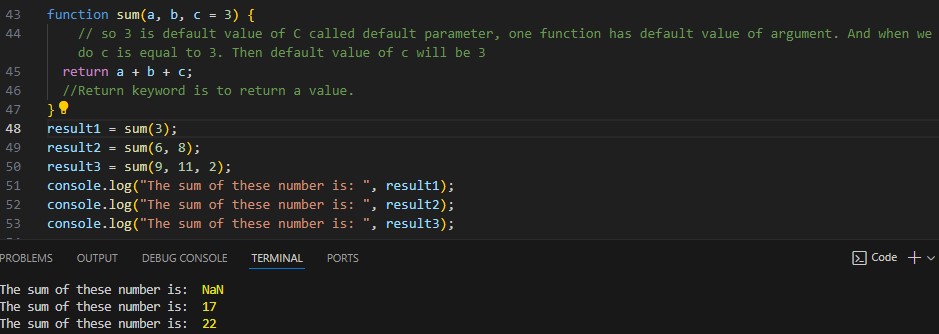 43 function sum(a, b, c = 3) {
44 // so 3 is default value of C called default parameter, one function has default value of argument. And when we
do c is equal to 3. Then default value of c will be 3
45 return a + b + c;
46 //Return keyword is to return a value.
47 }
48 result1 = sum(3);
49 result2 = sum(6, 8);
50 result3 = sum(9, 11, 2);
51 console.log("The sum of these number is: ", result1);
52 console.log("The sum of these number is: ", result2);
53 console.log("The sum of these number is: ", result3);
PROBLEMS OUTPUT DEBUG CONSOLE TERMINAL PORTS Code
The sum of these number is: NaN
The sum of these number is: 17
The sum of these number is: 22